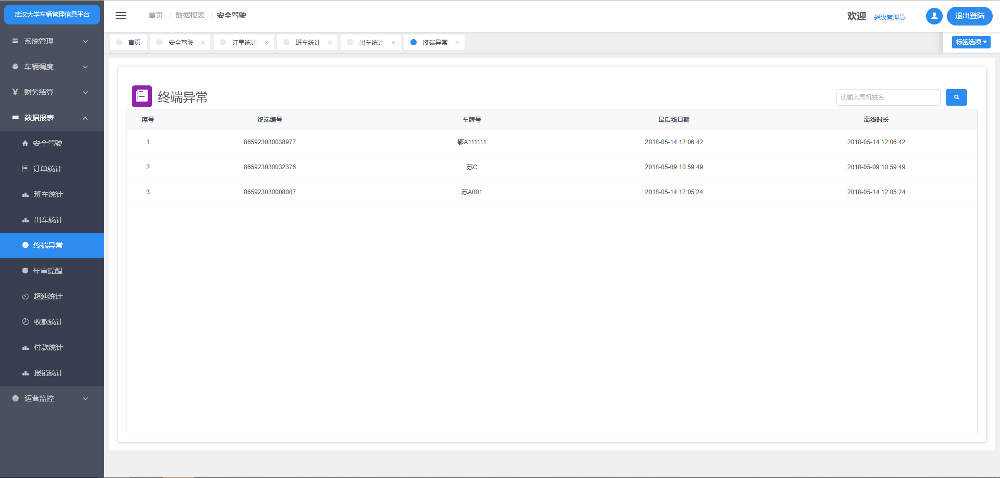 武汉大学车辆管理信息平台
系统管理
车辆调度
财务结算
数据报表
安全驾驶
订单统计
班车统计
出车统计
终端异常
年审提醒
超速统计
收款统计
付款统计
报销统计
运营监控
首页 / 数据报表 / 安全驾驶
欢迎 超级管理员 退出登陆
首页 安全驾驶 订单统计 班车统计 出车统计 终端异常 标签选项
终端异常
请输入司机姓名
序号 终端编号 车牌号 最后线日期 离线时长
1 865923030038977 鄂A111111 2018-05-14 12:06:42 2018-05-14 12:06:42
2 865923030032376 苏C 2018-05-09 10:59:49 2018-05-09 10:59:49
3 865923030008087 苏A001 2018-05-14 12:05:24 2018-05-14 12:05:24